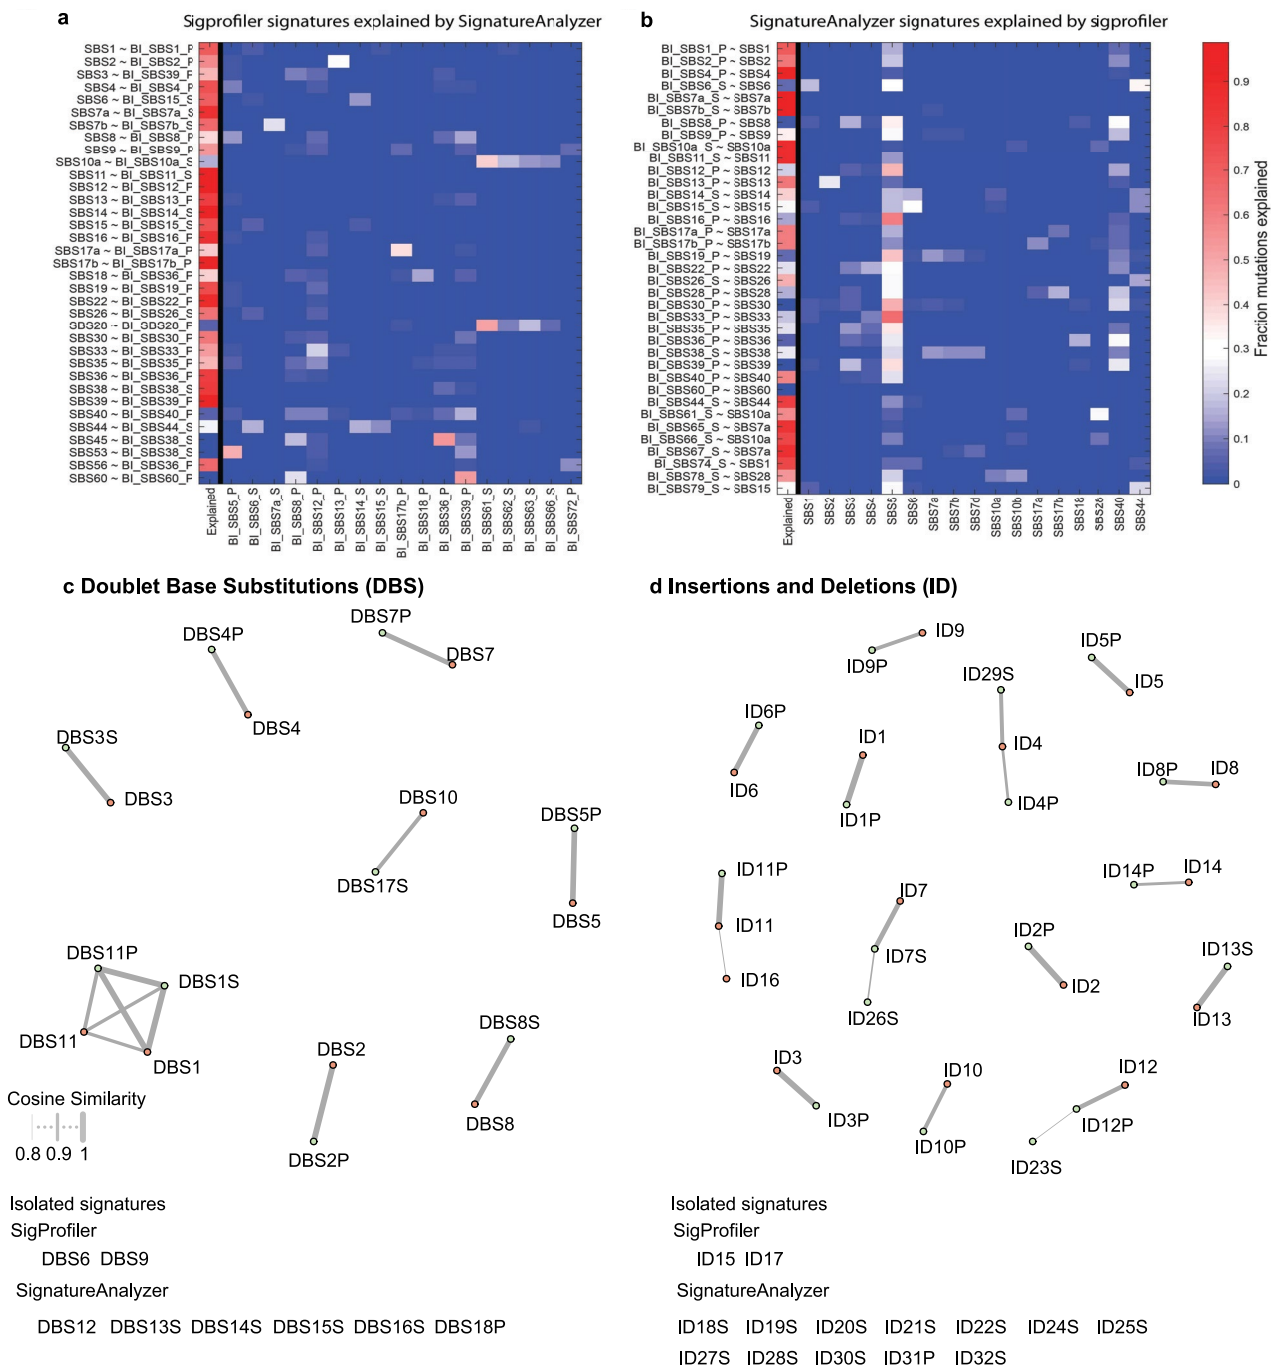 a
Sigprofiler signatures explained by SignatureAnalyzer
SBS1 ~ BI_SBS1_P
SBS2 ~ BI_SBS2_P
SBS3 ~ BI_SBS39_P
SBS4 ~ BI_SBS4_P
SBS6 ~ BI_SBS15_S
SBS7a ~ BI_SBS7a_S
SBS7b ~ BI_SBS7b_S
SBS8 ~ BI_SBS8_P
SBS9 ~ BI_SBS9_P
SBS10a ~ BI_SBS10a_S
SBS11 ~ BI_SBS11_S
SBS12 ~ BI_SBS12_P
SBS13 ~ BI_SBS13_P
SBS14 ~ BI_SBS14_S
SBS15 ~ BI_SBS15_S
SBS16 ~ BI_SBS16_P
SBS17a ~ BI_SBS17a_P
SBS17b ~ BI_SBS17b_P
SBS18 ~ BI_SBS36_P
SBS19 ~ BI_SBS19_P
SBS22 ~ BI_SBS22_P
SBS26 ~ BI_SBS26_S
SBS30 ~ BI_SBS30_P
SBS33 ~ BI_SBS33_P
SBS35 ~ BI_SBS35_P
SBS36 ~ BI_SBS36_P
SBS38 ~ BI_SBS38_S
SBS39 ~ BI_SBS39_P
SBS40 ~ BI_SBS40_P
SBS44 ~ BI_SBS44_S
SBS45 ~ BI_SBS38_S
SBS53 ~ BI_SBS38_S
SBS56 ~ BI_SBS36_P
SBS60 ~ BI_SBS60_P
Explained BI_SBS5_P BI_SBS6_S BI_SBS7a_S BI_SBS8_P BI_SBS12_P BI_SBS13_P BI_SBS14_S BI_SBS15_S BI_SBS17b_P BI_SBS18_P BI_SBS36_P BI_SBS39_P BI_SBS61_S BI_SBS62_S BI_SBS63_S BI_SBS66_S BI_SBS72_P
b
SignatureAnalyzer signatures explained by sigprofiler
BI_SBS1_P ~ SBS1
BI_SBS2_P ~ SBS2
BI_SBS4_P ~ SBS4
BI_SBS6_S ~ SBS6
BI_SBS7a_S ~ SBS7a
BI_SBS7b_S ~ SBS7b
BI_SBS8_P ~ SBS8
BI_SBS9_P ~ SBS9
BI_SBS10a_S ~ SBS10a
BI_SBS11_S ~ SBS11
BI_SBS12_P ~ SBS12
BI_SBS13_P ~ SBS13
BI_SBS14_S ~ SBS14
BI_SBS15_S ~ SBS15
BI_SBS16_P ~ SBS16
BI_SBS17a_P ~ SBS17a
BI_SBS17b_P ~ SBS17b
BI_SBS19_P ~ SBS19
BI_SBS22_P ~ SBS22
BI_SBS26_S ~ SBS26
BI_SBS28_P ~ SBS28
BI_SBS30_P ~ SBS30
BI_SBS33_P ~ SBS33
BI_SBS35_P ~ SBS35
BI_SBS36_P ~ SBS36
BI_SBS38_S ~ SBS38
BI_SBS39_P ~ SBS39
BI_SBS40_P ~ SBS40
BI_SBS60_P ~ SBS60
BI_SBS44_S ~ SBS44
BI_SBS61_S ~ SBS10a
BI_SBS65_S ~ SBS7a
BI_SBS66_S ~ SBS10a
BI_SBS67_S ~ SBS7a
BI_SBS74_S ~ SBS1
BI_SBS78_S ~ SBS28
BI_SBS79_S ~ SBS15
Explained SBS1 SBS2 SBS3 SBS4 SBS5 SBS6 SBS7a SBS7b SBS7d SBS10a SBS10b SBS17a SBS17b SBS18 SBS26 SBS40 SBS44
0.9
0.8
0.7
0.6
0.5
0.4
0.3
0.2
0.1
0
Fraction mutations explained
c Doublet Base Substitutions (DBS)
DBS7P
DBS4P
DBS7
DBS4
DBS3S
DBS3
DBS10
DBS5P
DBS17S
DBS5
DBS11P
DBS1S
DBS11
DBS1
DBS2
DBS8S
DBS8
DBS2P
Cosine Similarity
0.8 0.9 1
Isolated signatures
SigProfiler
DBS6 DBS9
SignatureAnalyzer
DBS12 DBS13S DBS14S DBS15S DBS16S DBS18P
d Insertions and Deletions (ID)
ID9
ID9P
ID5P
ID29S
ID5
ID6P
ID1
ID4
ID8P
ID8
ID6
ID1P
ID4P
ID11P
ID7
ID14P
ID14
ID11
ID2P
ID7S
ID13S
ID16
ID2
ID26S
ID13
ID3
ID10
ID12
ID3P
ID10P
ID12P
ID23S
Isolated signatures
SigProfiler
ID15 ID17
SignatureAnalyzer
ID18S ID19S ID20S ID21S ID22S ID24S ID25S
ID27S ID28S ID30S ID31P ID32S